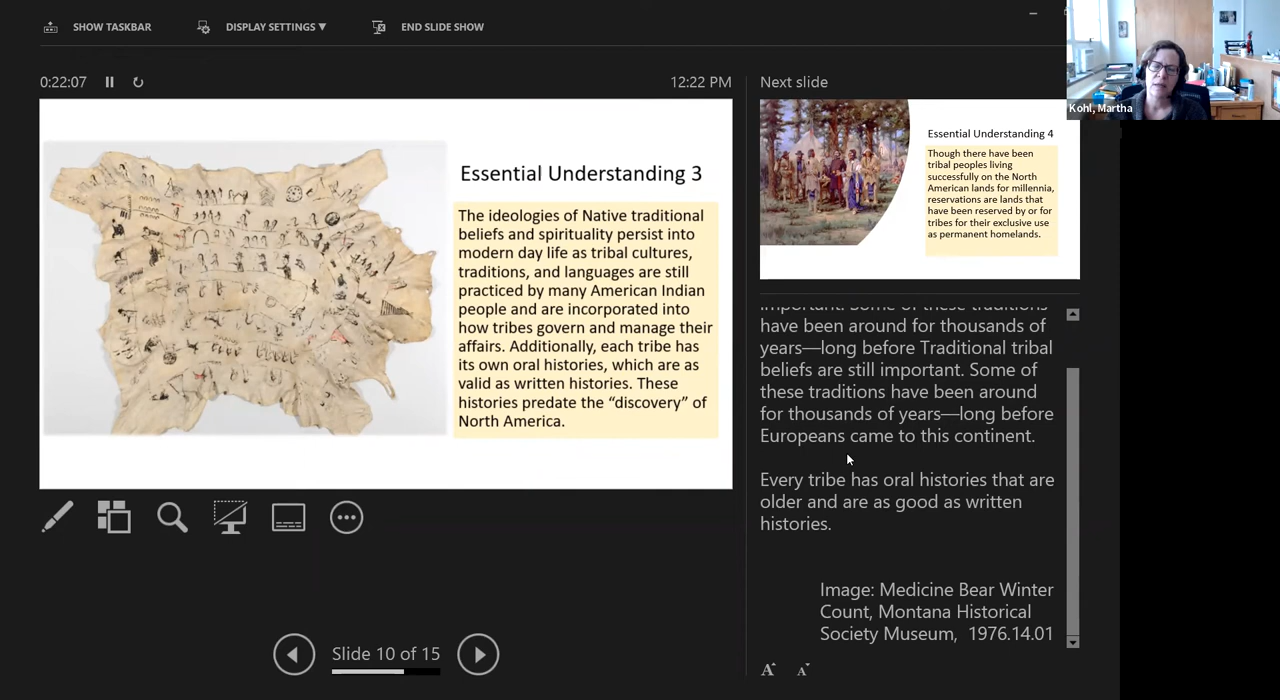 SHOW TASKBAR
DISPLAY SETTINGS ▼
END SLIDE SHOW
0:22:07
12:22 PM
Essential Understanding 3
The ideologies of Native traditional
beliefs and spirituality persist into
modern day life as tribal cultures,
traditions, and languages are still
practiced by many American Indian
people and are incorporated into
how tribes govern and manage their
affairs. Additionally, each tribe has
its own oral histories, which are as
valid as written histories. These
histories predate the “discovery” of
North America.
Slide 10 of 15
Next slide
Essential Understanding 4
Though there have been
tribal peoples living
successfully on the North
American lands for millennia,
reservations are lands that
have been reserved by or for
tribes for their exclusive use
as permanent homelands.
important. Some of these traditions
have been around for thousands of
years—long before Traditional tribal
beliefs are still important. Some of
these traditions have been around
for thousands of years—long before
Europeans came to this continent.
Every tribe has oral histories that are
older and are as good as written
histories.
Image: Medicine Bear Winter
Count, Montana Historical
Society Museum, 1976.14.01
A A
Kohl, Martha